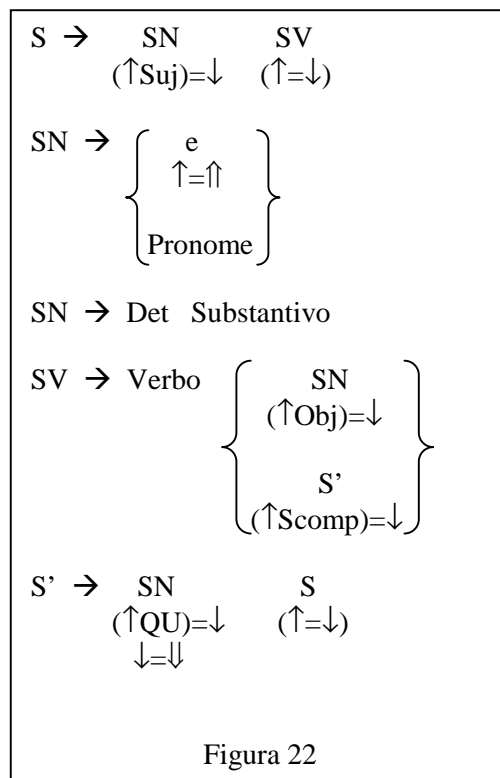 S → SN SV
(↑Suj)=↓ (↑=↓)
SN → { e
↑=⇑
Pronome }
SN → Det Substantivo
SV → Verbo { SN
(↑Obj)=↓
S’
(↑Scomp)=↓ }
S’ → SN S
(↑QU)=↓ (↑=↓)
↓=⇓
Figura 22